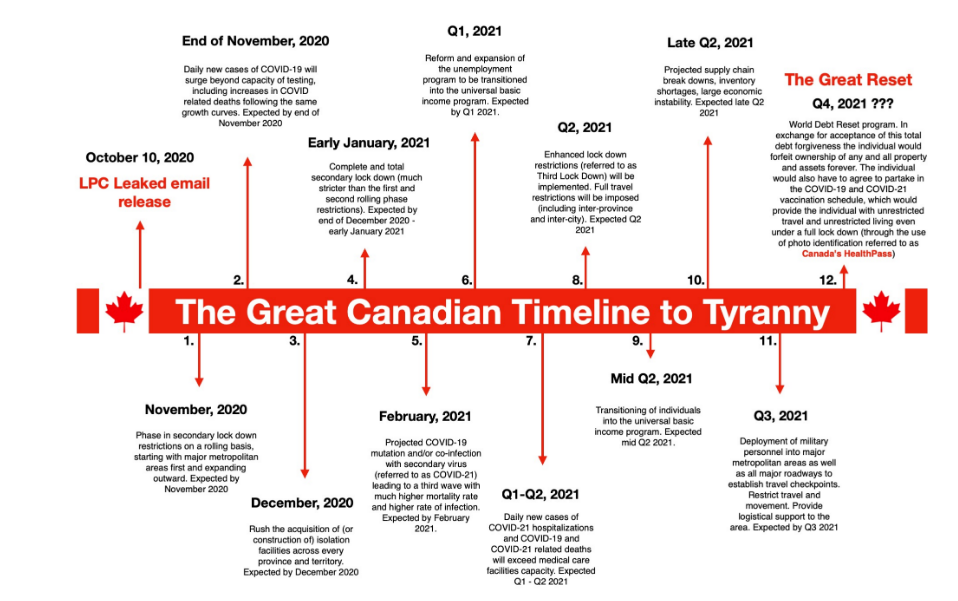 October 10, 2020
LPC Leaked email
release
End of November, 2020
Daily new cases of COVID-19 will
surge beyond capacity of testing,
including increases in COVID
related deaths following the same
growth curves. Expected by end of
November 2020
Early January, 2021
Complete and total
secondary lock down (much
stricter than the first and
second rolling phase
restrictions). Expected by
end of December 2020 -
early January 2021
Q1, 2021
Reform and expansion of
the unemployment
program to be transitioned
into the universal basic
income program. Expected
by Q1 2021.
Q2, 2021
Enhanced lock down
restrictions (referred to as
Third Lock Down) will be
implemented. Full travel
restrictions will be imposed
(including inter-province
and inter-city). Expected Q2
2021
Late Q2, 2021
Projected supply chain
break downs, inventory
shortages, large economic
instability. Expected late Q2
2021
The Great Reset
Q4, 2021 ???
World Debt Reset program. In
exchange for acceptance of this total
debt forgiveness the individual would
forfeit ownership of any and all property
and assets forever. The individual
would also have to agree to partake in
the COVID-19 and COVID-21
vaccination schedule, which would
provide the individual with unrestricted
travel and unrestricted living even
under a full lock down (through the use
of photo identification referred to as
Canada's HealthPass)
2.
4.
6.
8.
10.
12.
The Great Canadian Timeline to Tyranny
1.
3.
5.
7.
9.
11.
November, 2020
Phase in secondary lock down
restrictions on a rolling basis,
starting with major metropolitan
areas first and expanding
outward. Expected by
November 2020
December, 2020
Rush the acquisition of (or
construction of) isolation
facilities across every
province and territory.
Expected by December 2020
February, 2021
Projected COVID-19
mutation and/or co-infection
with secondary virus
(referred to as COVID-21)
leading to a third wave with
much higher mortality rate
and higher rate of infection.
Expected by February
2021.
Q1-Q2, 2021
Daily new cases of
COVID-21 hospitalizations
and COVID-19 and
COVID-21 related deaths
will exceed medical care
facilities capacity. Expected
Q1 - Q2 2021
Mid Q2, 2021
Transitioning of individuals
into the universal basic
income program. Expected
mid Q2 2021.
Q3, 2021
Deployment of military
personnel into major
metropolitan areas as well
as all major roadways to
establish travel checkpoints.
Restrict travel and
movement. Provide
logistical support to the
area. Expected by Q3 2021